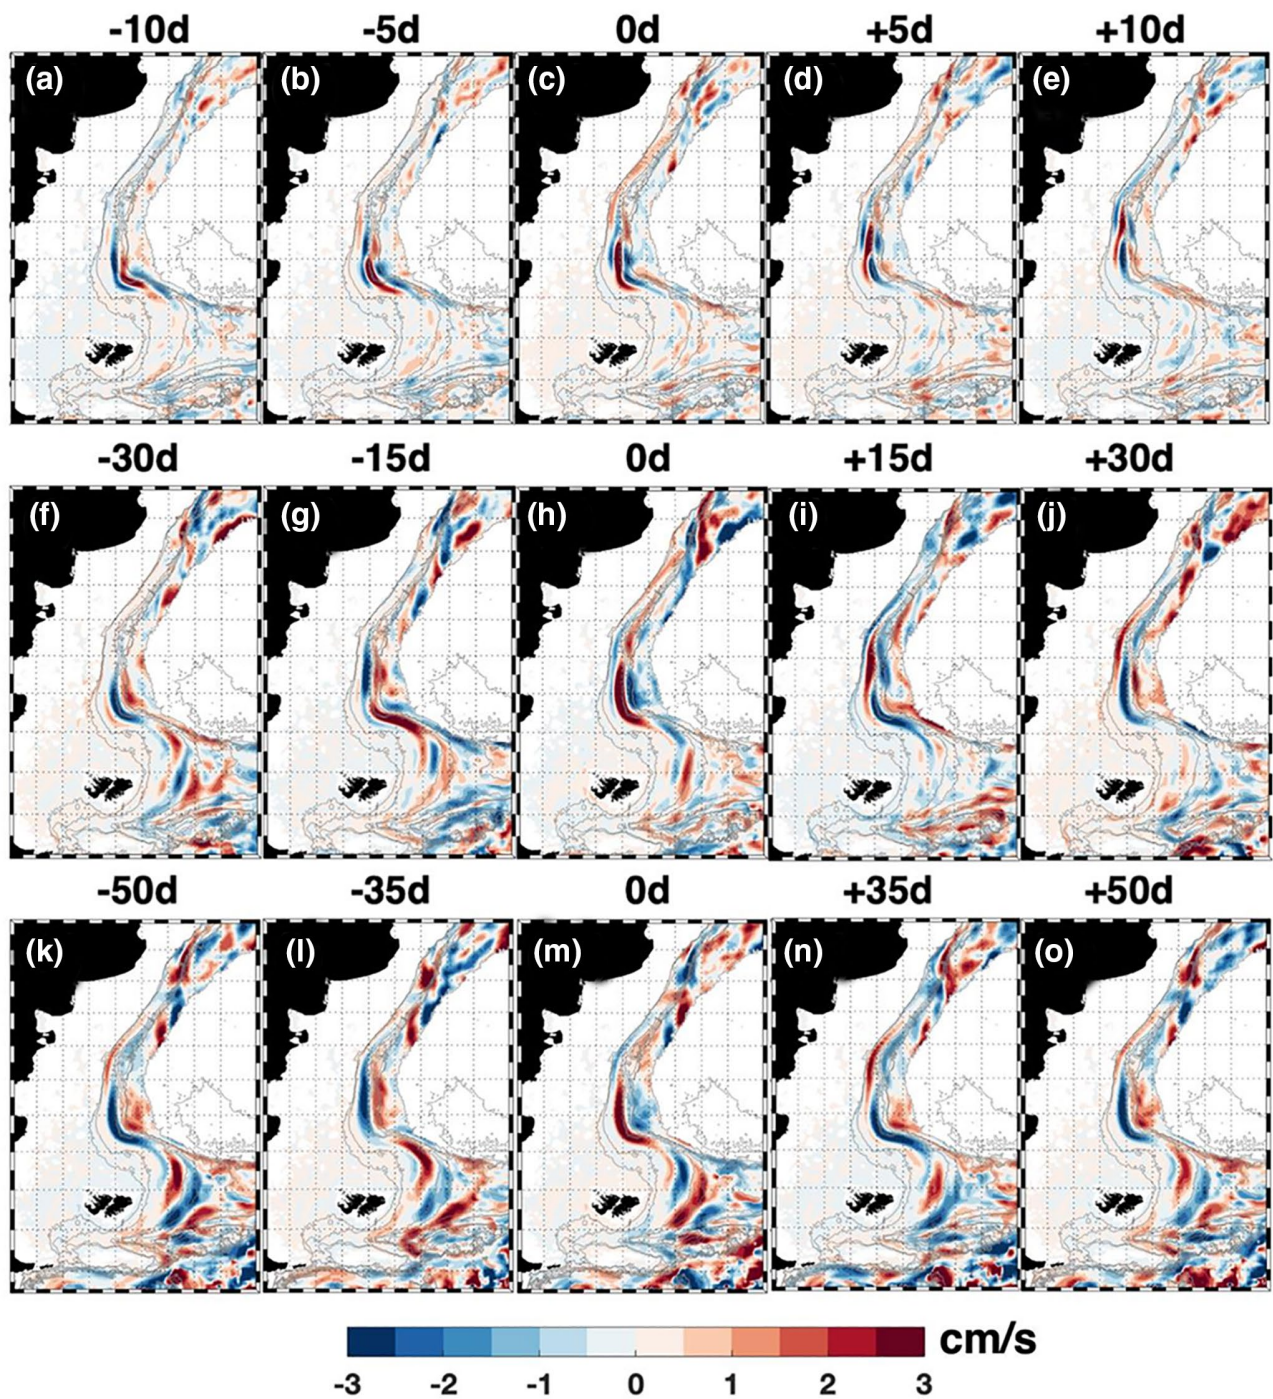 -10d -5d 0d +5d +10d
(a) (b) (c) (d) (e)
-30d -15d 0d +15d +30d
(f) (g) (h) (i) (j)
-50d -35d 0d +35d +50d
(k) (l) (m) (n) (o)
cm/s
-3 -2 -1 0 1 2 3